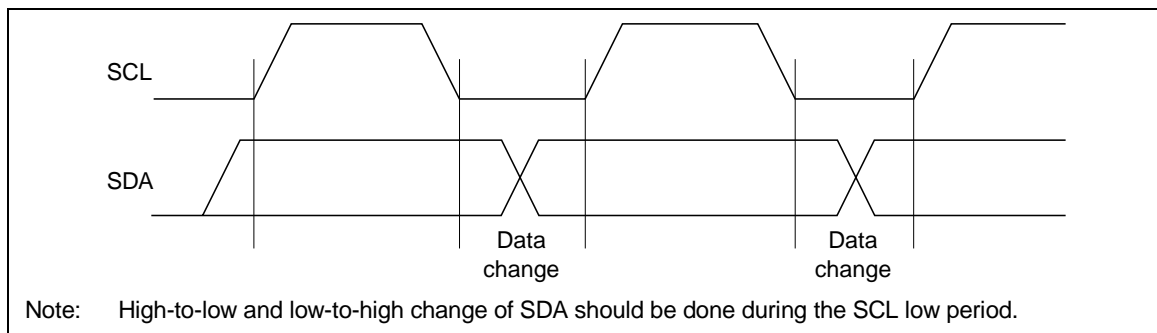 SCL
SDA
Data
change
Data
change
Note: High-to-low and low-to-high change of SDA should be done during the SCL low period.